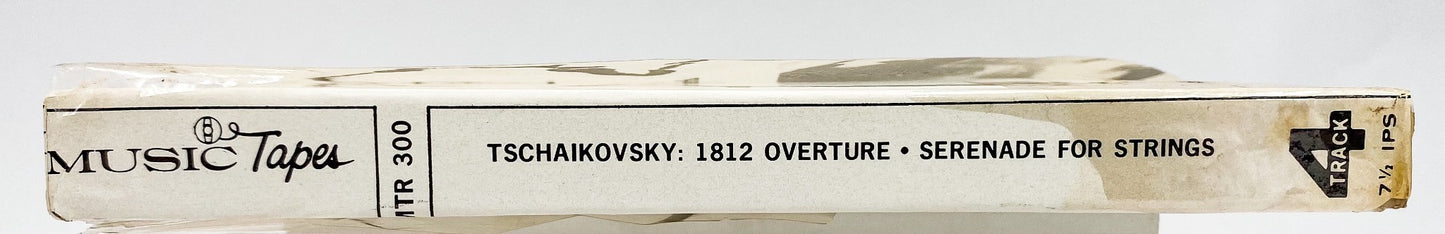 MUSIC Tapes
MTR 300
TSCHAIKOVSKY: 1812 OVERTURE • SERENADE FOR STRINGS
4 TRACK
7½ IPS